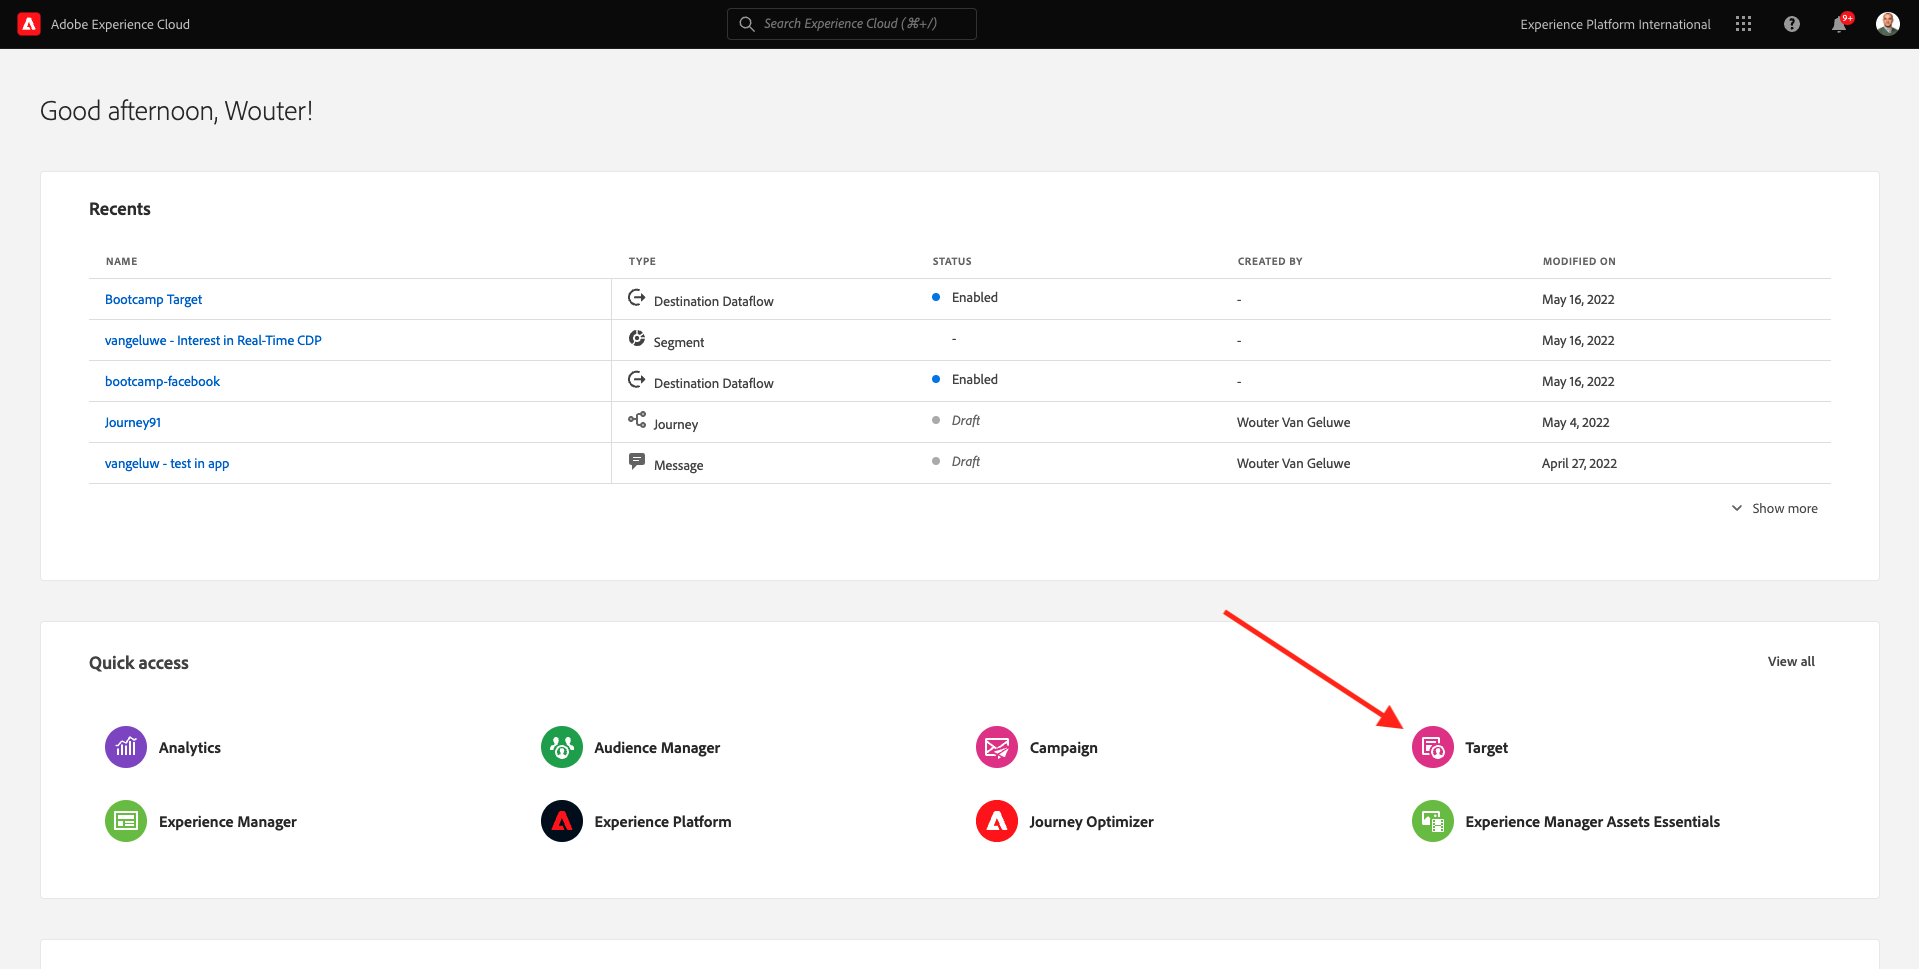 Adobe Experience Cloud
Search Experience Cloud (⌘+/)
Experience Platform International
9+
Good afternoon, Wouter!
Recents
NAME TYPE STATUS CREATED BY MODIFIED ON
Bootcamp Target Destination Dataflow Enabled - May 16, 2022
vangeluwe - Interest in Real-Time CDP Segment - - May 16, 2022
bootcamp-facebook Destination Dataflow Enabled - May 16, 2022
Journey91 Journey Draft Wouter Van Geluwe May 4, 2022
vangeluw - test in app Message Draft Wouter Van Geluwe April 27, 2022
Show more
Quick access
View all
Analytics Audience Manager Campaign Target
Experience Manager Experience Platform Journey Optimizer Experience Manager Assets Essentials